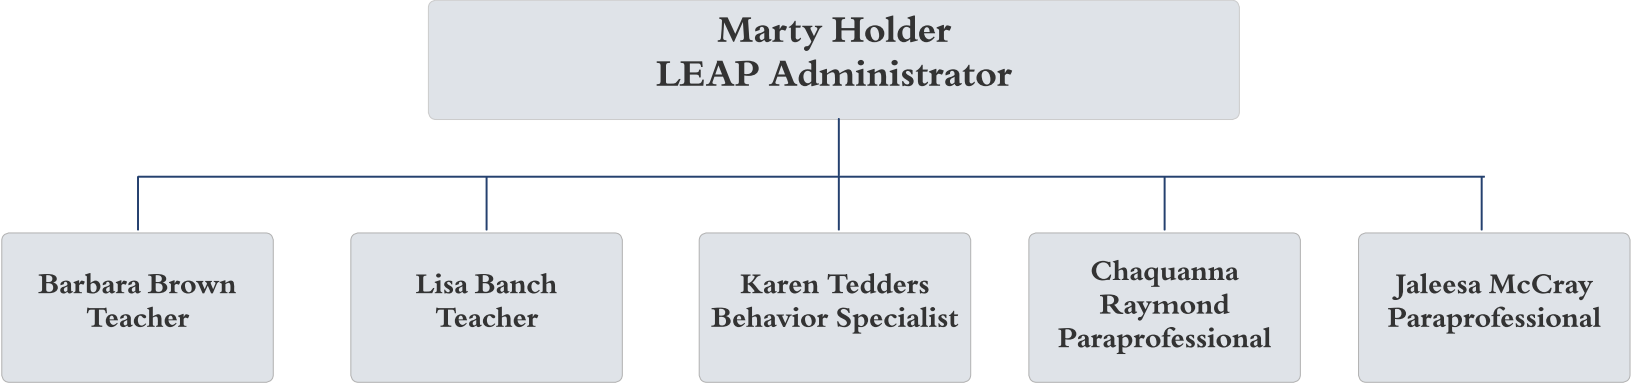 Marty Holder
LEAP Administrator
Barbara Brown
Teacher
Lisa Banch
Teacher
Karen Tedders
Behavior Specialist
Chaquanna
Raymond
Paraprofessional
Jaleesa McCray
Paraprofessional